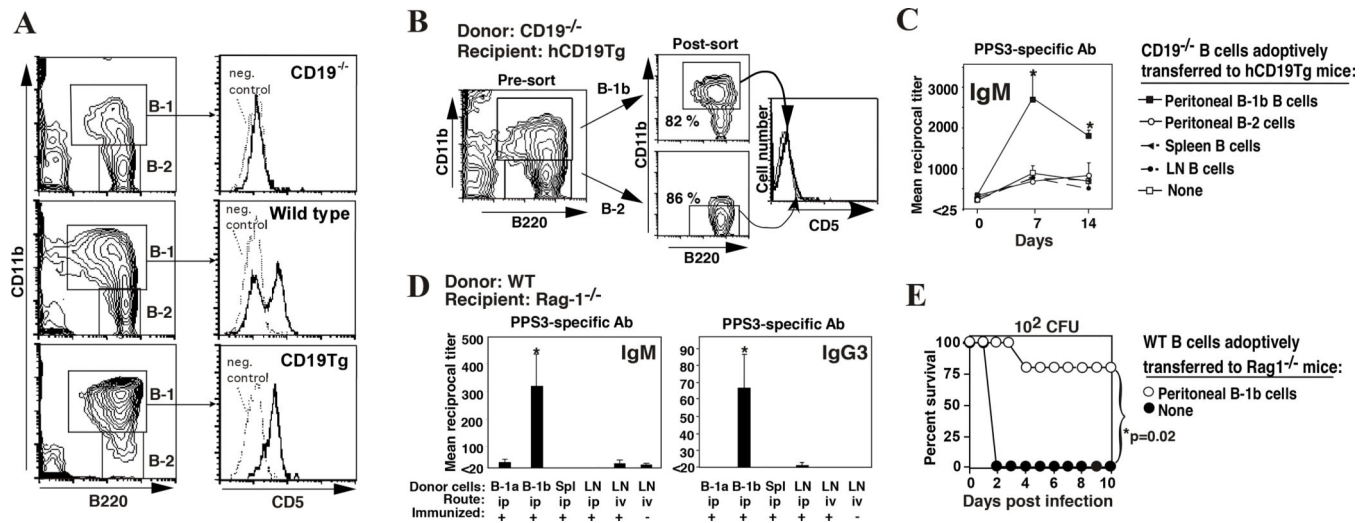 A
neg.
control
CD19-/-
B-1
B-2
neg.
control
Wild type
B-1
B-2
neg.
control
CD19Tg
B-1
B-2
CD11b
B220
CD5
B
Donor: CD19-/-
Recipient: hCD19Tg
Pre-sort
Post-sort
B-1b
B-2
82 %
86 %
CD11b
CD11b
B220
B220
Cell number
CD5
C
PPS3-specific Ab
IgM
Mean reciprocal titer
3000
2000
1000
<25
0
7
14
Days
*
*
CD19-/- B cells adoptively
transferred to hCD19Tg mice:
Peritoneal B-1b B cells
Peritoneal B-2 cells
Spleen B cells
LN B cells
None
D
Donor: WT
Recipient: Rag-1-/-
PPS3-specific Ab
IgM
Mean reciprocal titer
500
400
300
200
100
<20
*
PPS3-specific Ab
IgG3
90
80
70
60
50
40
30
<20
*
Donor cells: B-1a B-1b Spl LN LN LN
Route: ip ip ip ip iv iv
Immunized: + + + + + -
B-1a B-1b Spl LN LN LN
ip ip ip ip iv iv
+ + + + + -
E
10² CFU
Percent survival
100
75
50
25
0
0 2 4 6 8 10
Days post infection
*p=0.02
WT B cells adoptively
transferred to Rag1-/- mice:
Peritoneal B-1b cells
None